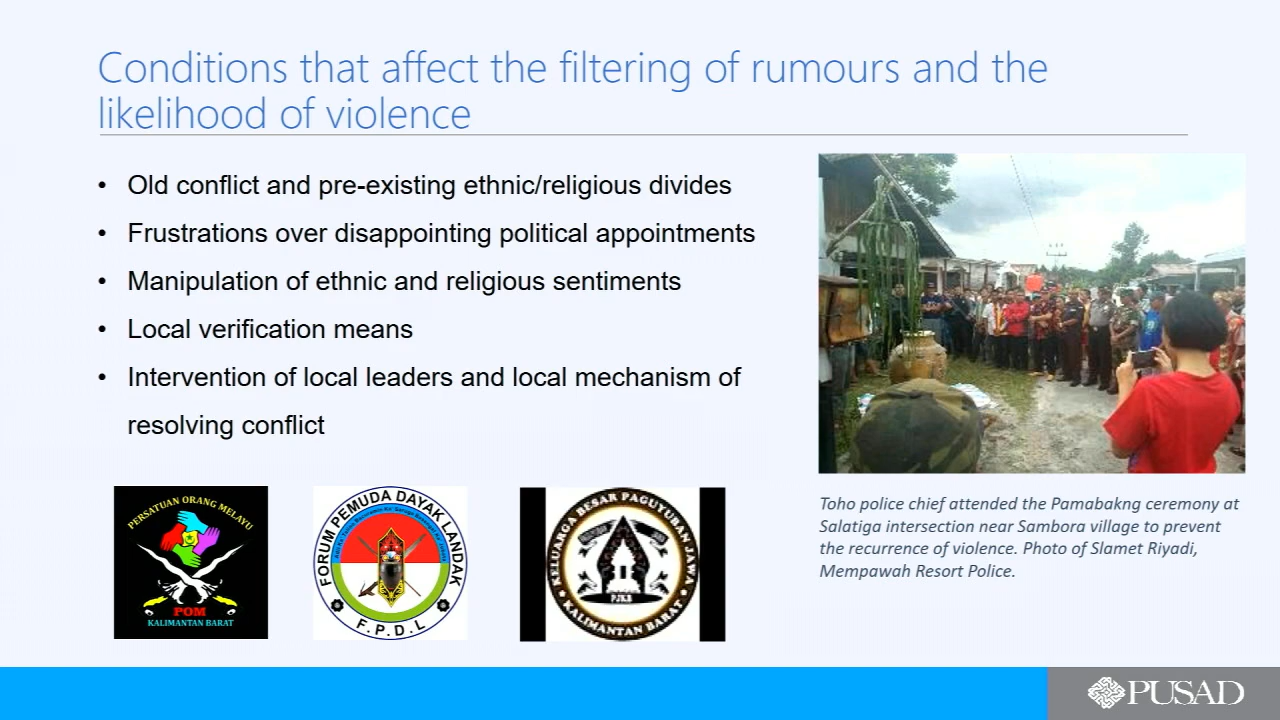 Conditions that affect the filtering of rumours and the
likelihood of violence
• Old conflict and pre-existing ethnic/religious divides
• Frustrations over disappointing political appointments
• Manipulation of ethnic and religious sentiments
• Local verification means
• Intervention of local leaders and local mechanism of
resolving conflict
Toho police chief attended the Pamabakng ceremony at
Salatiga intersection near Sambora village to prevent
the recurrence of violence. Photo of Slamet Riyadi,
Mempawah Resort Police.
PERSATUAN ORANG MELAYU
POM
KALIMANTAN BARAT
FORUM PEMUDA DAYAK LANDAK
F.P.D.L
KELUARGA BESAR PAGUYUBAN JAWA
KALIMANTAN BARAT
PUSAD